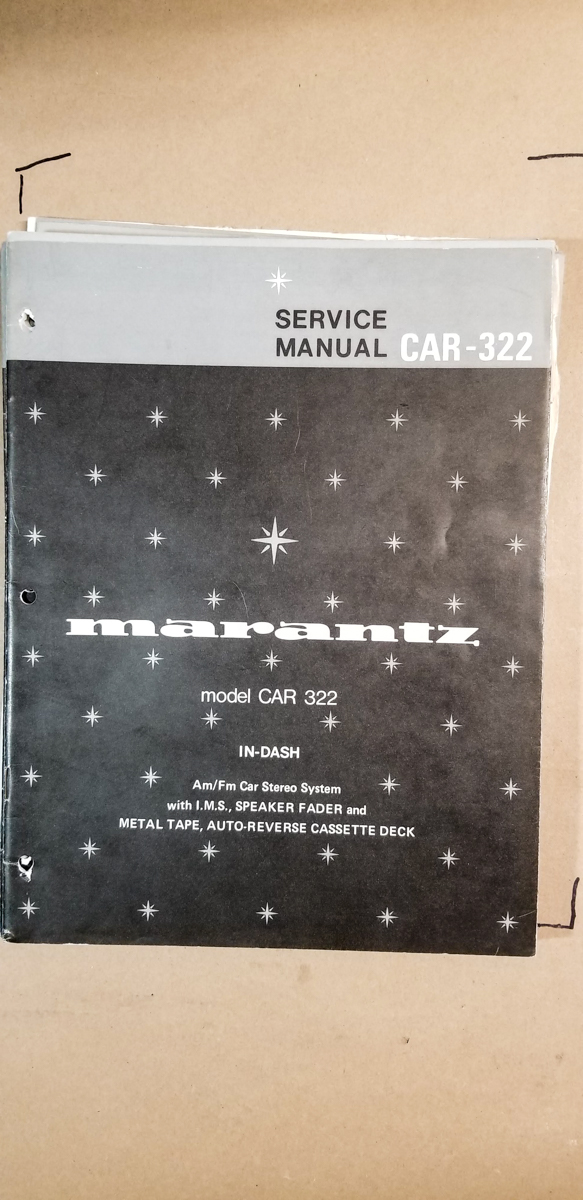 SERVICE
MANUAL CAR-322
marantz
model CAR 322
IN-DASH
Am/Fm Car Stereo System
with I.M.S., SPEAKER FADER and
METAL TAPE, AUTO-REVERSE CASSETTE DECK